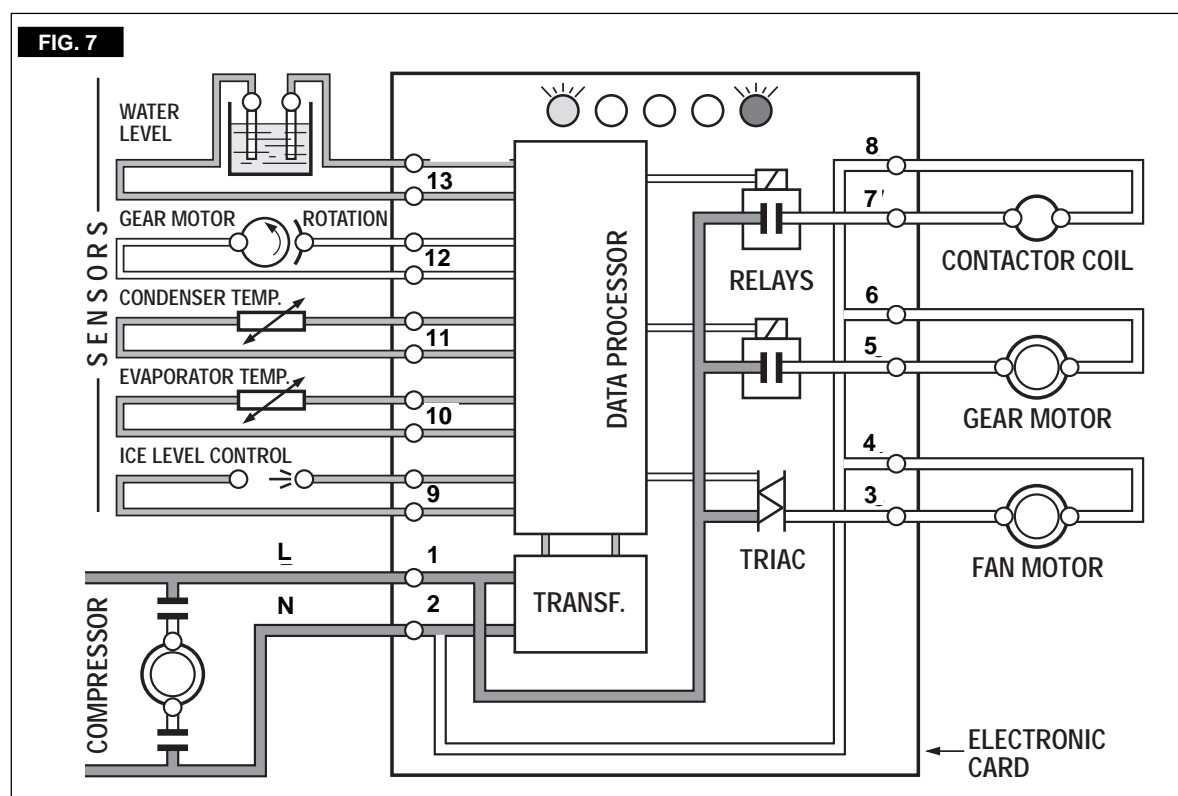 FIG. 7
SENSORS
WATER
LEVEL
13
GEAR MOTOR ROTATION
12
CONDENSER TEMP.
11
EVAPORATOR TEMP.
10
ICE LEVEL CONTROL
9
L
1
N
2
COMPRESSOR
DATA PROCESSOR
TRANSF.
RELAYS
TRIAC
8
7
CONTACTOR COIL
6
5
GEAR MOTOR
4
3
FAN MOTOR
ELECTRONIC
CARD